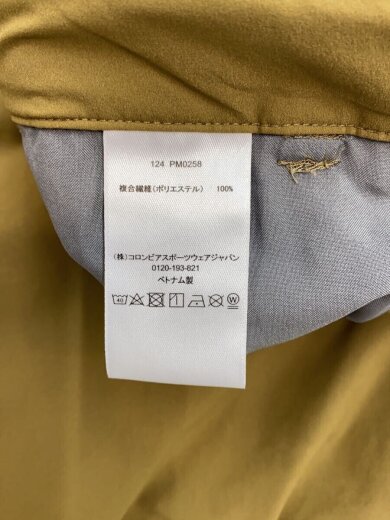 124 PM0258
複合繊維(ポリエステル) 100%
(株)コロンビアスポーツウェアジャパン
0120-193-821
ベトナム製
40 W